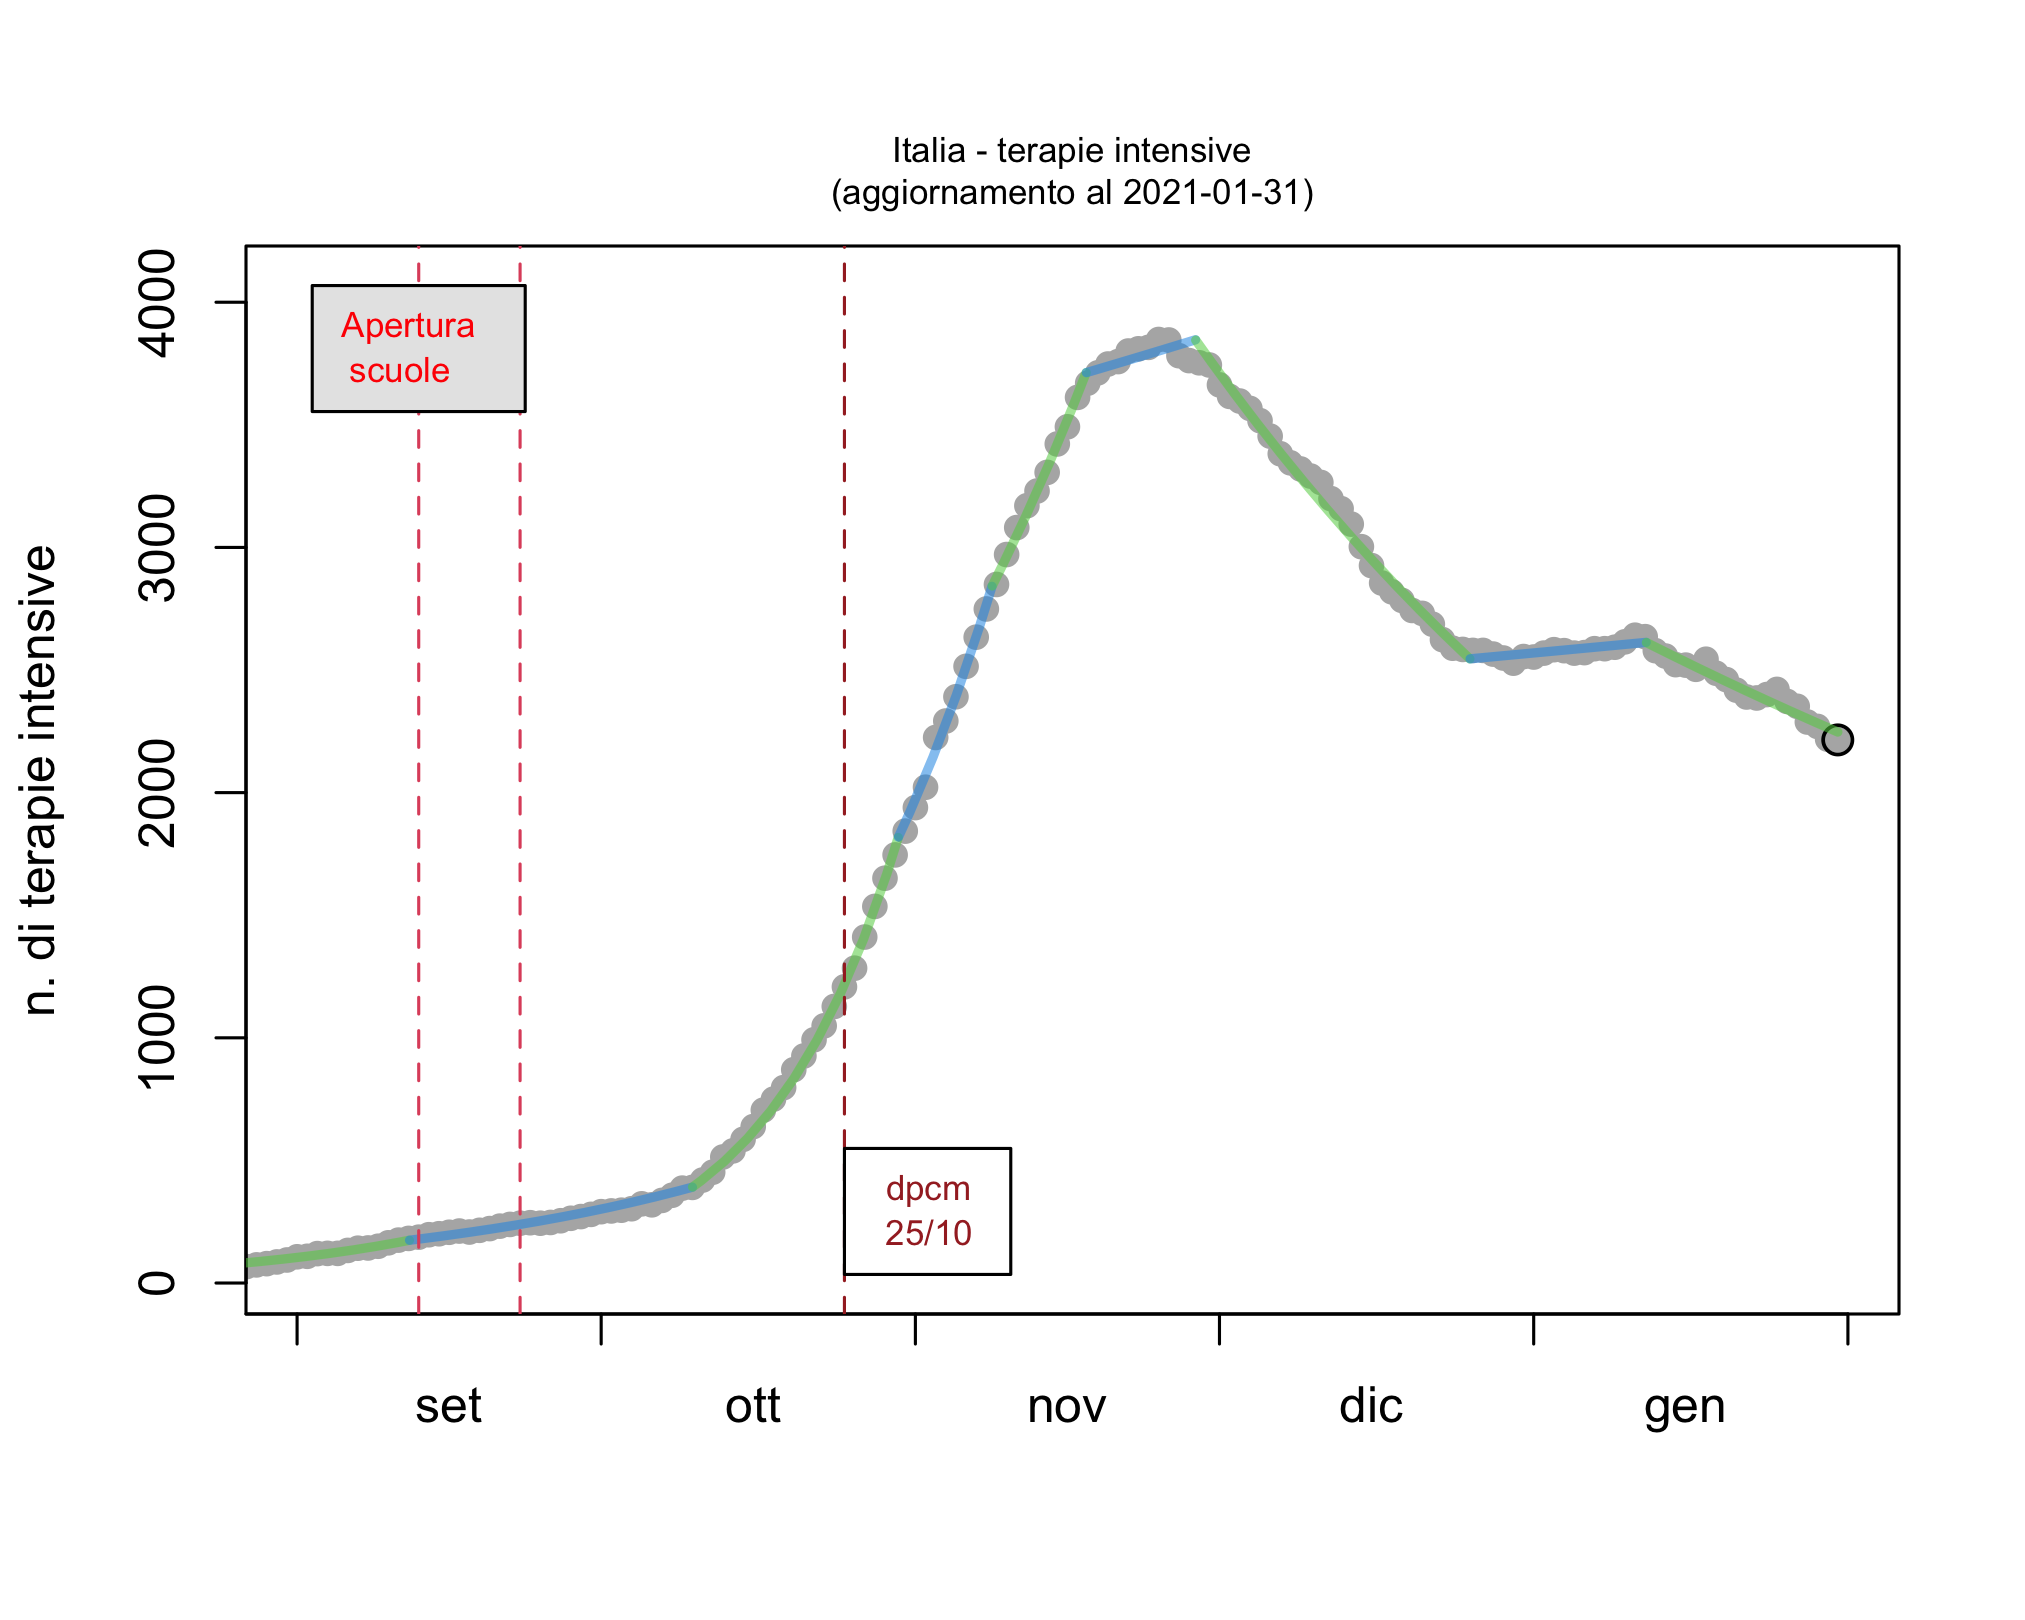 Italia - terapie intensive
(aggiornamento al 2021-01-31)
n. di terapie intensive
4000
3000
2000
1000
0
Apertura
scuole
dpcm
25/10
set
ott
nov
dic
gen